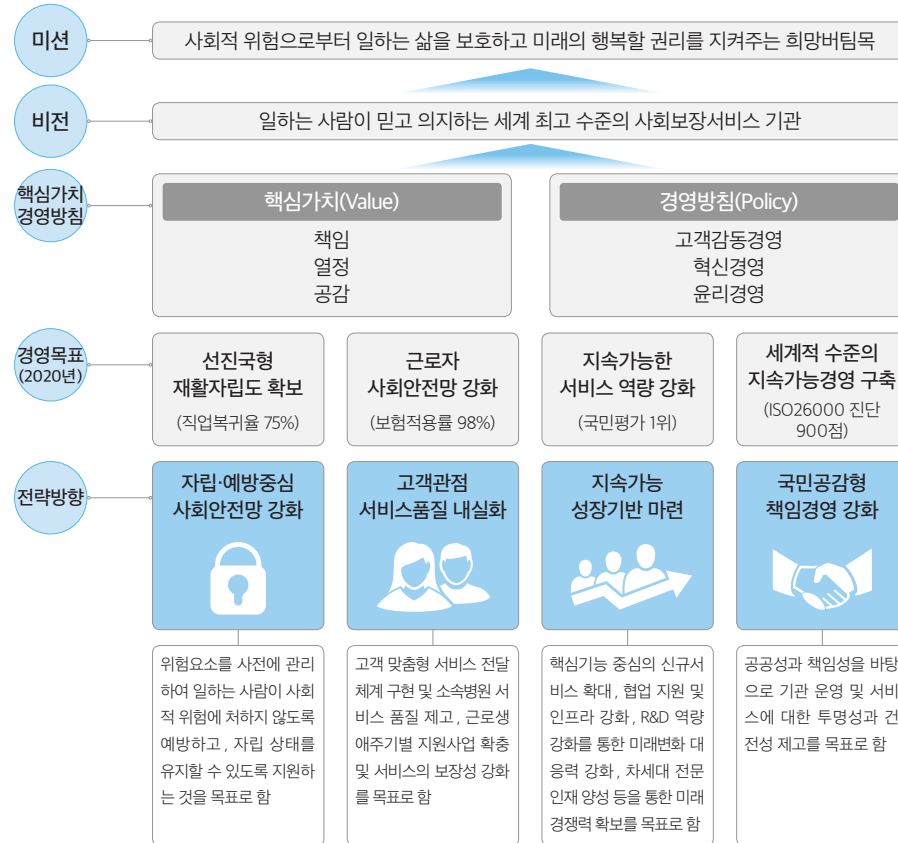 미션
사회적 위험으로부터 일하는 삶을 보호하고 미래의 행복할 권리를 지켜주는 희망버팀목
비전
일하는 사람이 믿고 의지하는 세계 최고 수준의 사회보장서비스 기관
핵심가치
경영방침
핵심가치(Value)
책임
열정
공감
경영방침(Policy)
고객감동경영
혁신경영
윤리경영
경영목표
(2020년)
선진국형
재활자립도 확보
(직업복귀율 75%)
근로자
사회안전망 강화
(보험적용률 98%)
지속가능한
서비스 역량 강화
(국민평가 1위)
세계적 수준의
지속가능경영 구축
(ISO26000 진단
900점)
전략방향
자립·예방중심
사회안전망 강화
고객관점
서비스품질 내실화
지속가능
성장기반 마련
국민공감형
책임경영 강화
위험요소를 사전에 관리
하여 일하는 사람이 사회
적 위험에 처하지 않도록
예방하고, 자립 상태를
유지할 수 있도록 지원하
는 것을 목표로 함
고객 맞춤형 서비스 전달
체계 구현 및 소속병원 서
비스 품질 제고, 근로생
애주기별 지원사업 확충
및 서비스의 보장성 강화
를 목표로 함
핵심기능 중심의 신규서
비스 확대, 협업 지원 및
인프라 강화, R&D 역량
강화를 통한 미래변화 대
응력 강화, 차세대 전문
인재 양성 등을 통한 미래
경쟁력 확보를 목표로 함
공공성과 책임성을 바탕
으로 기관 운영 및 서비
스에 대한 투명성과 건
전성 제고를 목표로 함